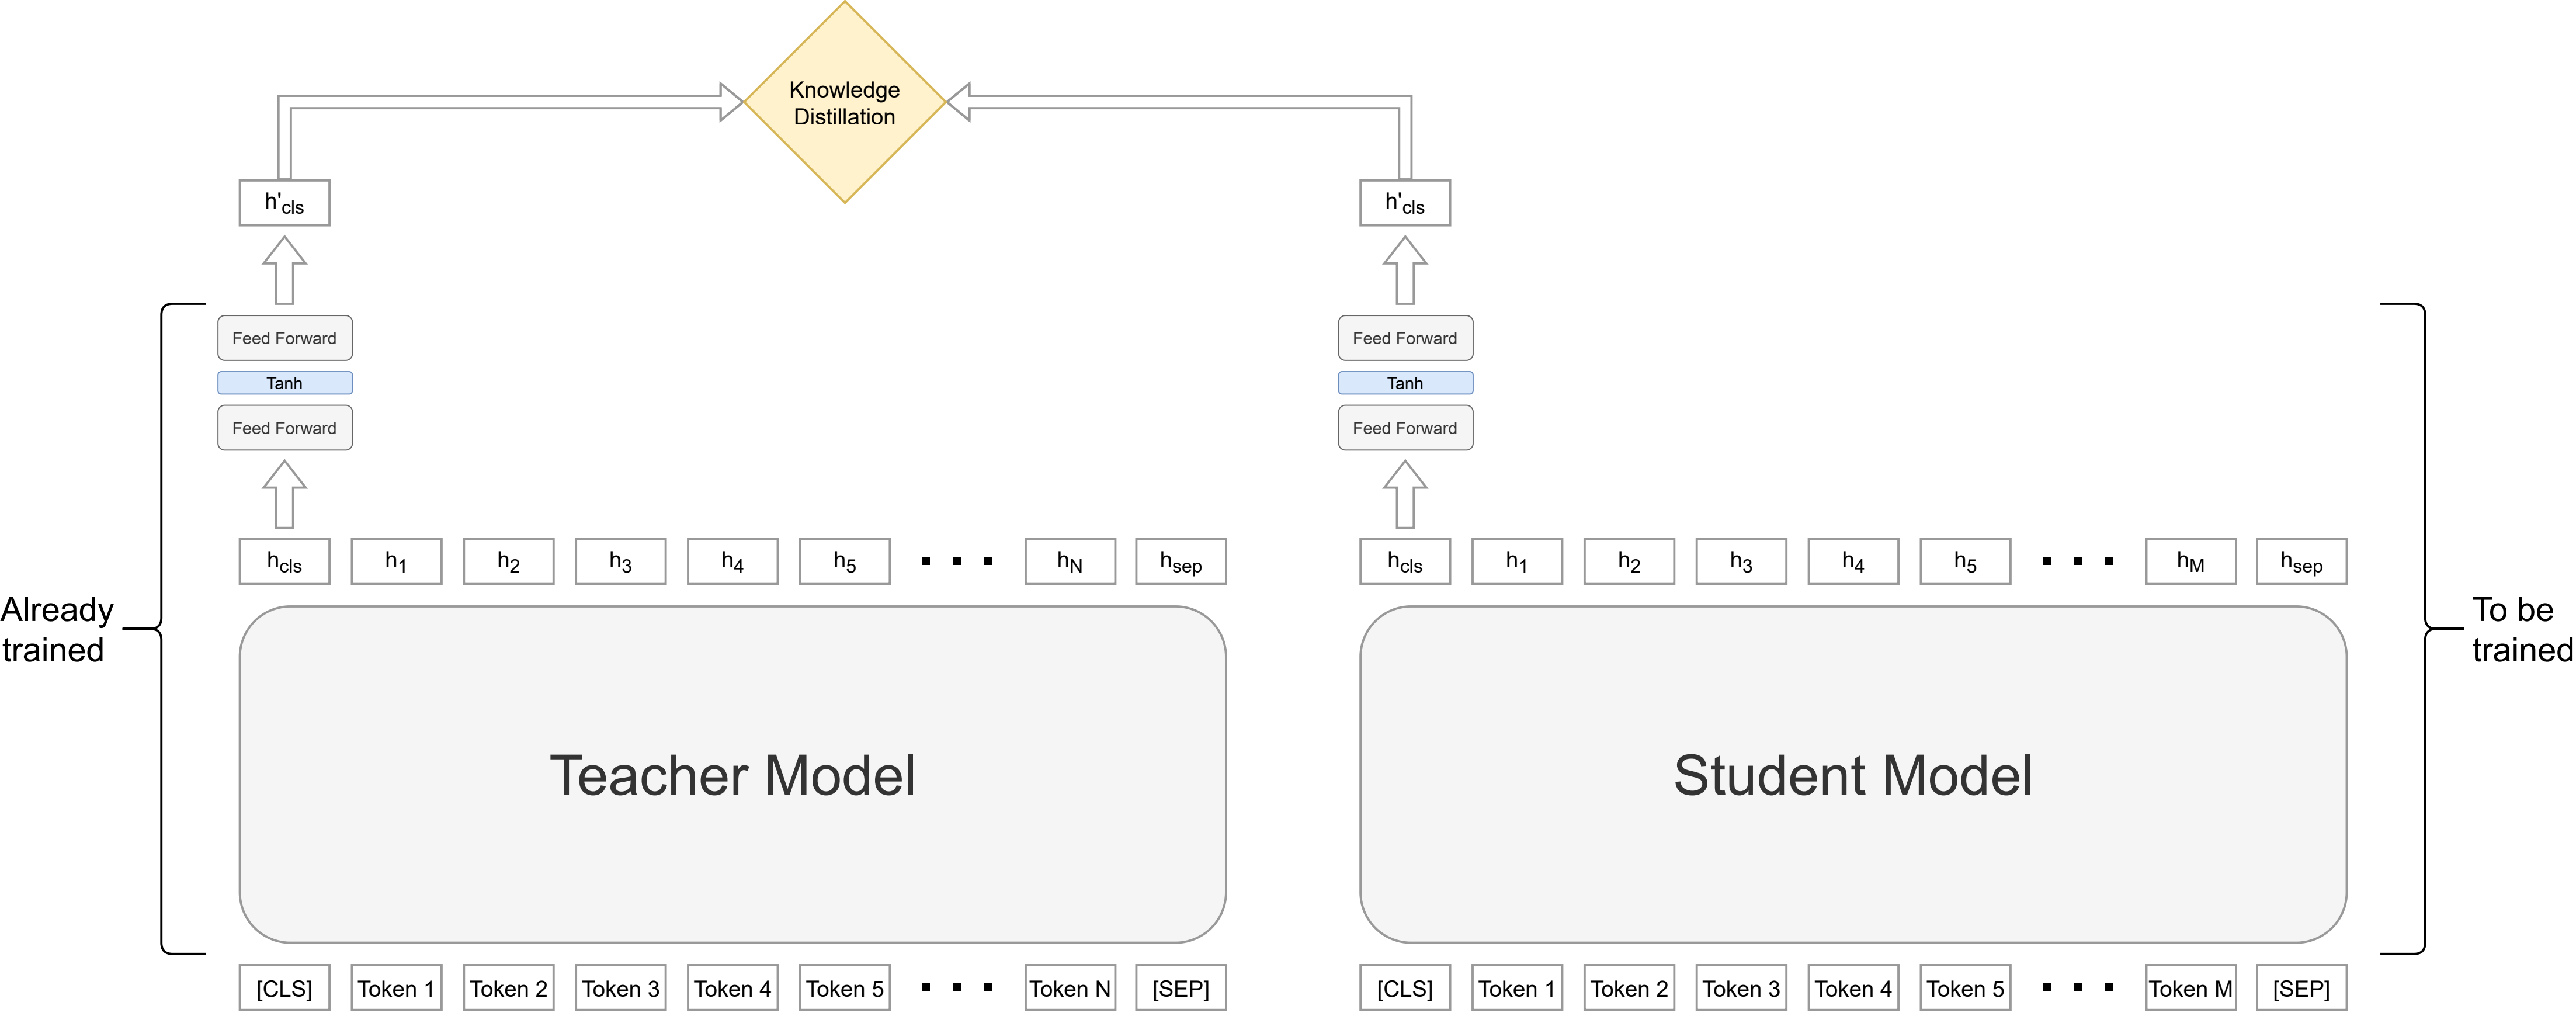 Knowledge
Distillation
h'cls
h'cls
Feed Forward
Tanh
Feed Forward
Feed Forward
Tanh
Feed Forward
hcls h1 h2 h3 h4 h5 hN hsep
hcls h1 h2 h3 h4 h5 hM hsep
Already
trained
To be
trained
Teacher Model
Student Model
[CLS] Token 1 Token 2 Token 3 Token 4 Token 5 Token N [SEP]
[CLS] Token 1 Token 2 Token 3 Token 4 Token 5 Token M [SEP]